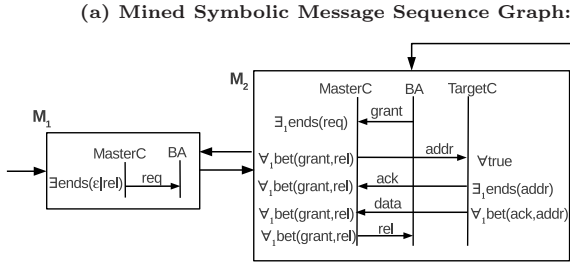 (a) Mined Symbolic Message Sequence Graph:
M₁
MasterC BA
∃ends(ε|rel) req
M₂
MasterC BA TargetC
grant
∃₁ends(req)
addr
∀₁bet(grant,rel) ∀true
ack
∀₁bet(grant,rel) ∃₁ends(addr)
data
∀₁bet(grant,rel) ∀₁bet(ack,addr)
rel
∀₁bet(grant,rel)